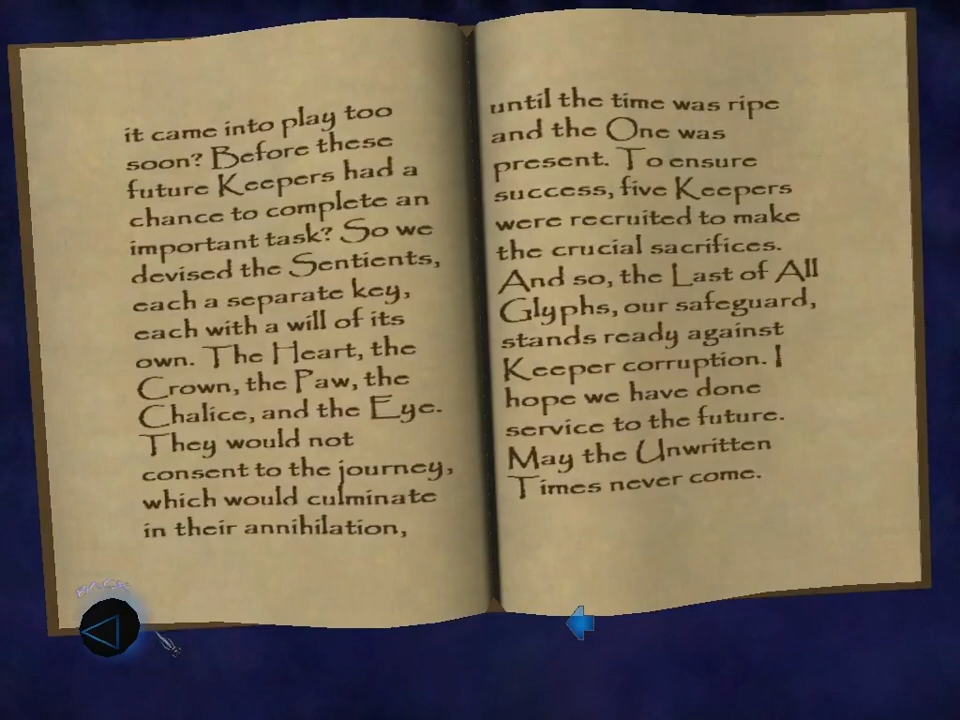 it came into play too
soon? Before these
future Keepers had a
chance to complete an
important task? So we
devised the Sentients,
each a separate key,
each with a will of its
own. The Heart, the
Crown, the Paw, the
Chalice, and the Eye.
They would not
consent to the journey,
which would culminate
in their annihilation,
until the time was ripe
and the One was
present. To ensure
success, five Keepers
were recruited to make
the crucial sacrifices.
And so, the Last of All
Glyphs, our safeguard,
stands ready against
Keeper corruption. I
hope we have done
service to the future.
May the Unwritten
Times never come.
BACK